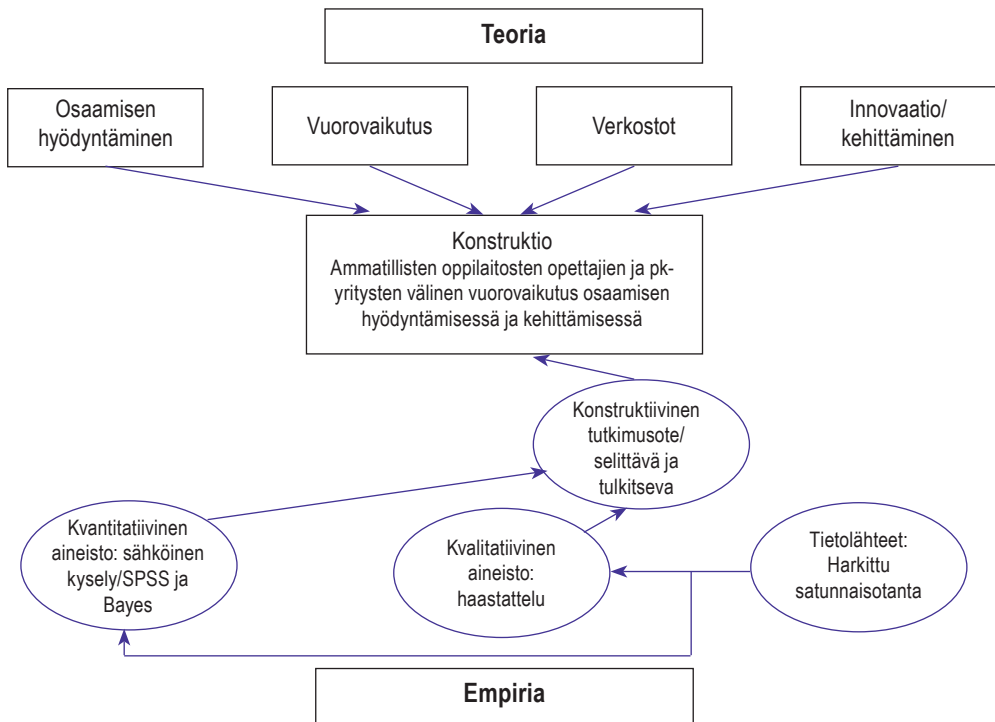 Teoria
Osaamisen
hyödyntäminen
Vuorovaikutus
Verkostot
Innovaatio/
kehittäminen
Konstruktio
Ammatillisten oppilaitosten opettajien ja pk-
yritysten välinen vuorovaikutus osaamisen
hyödyntämisessä ja kehittämisessä
Konstruktiivinen
tutkimusote/
selittävä ja
tulkitseva
Kvantitatiivinen
aineisto: sähköinen
kysely/SPSS ja
Bayes
Kvalitatiivinen
aineisto:
haastattelu
Tietolähteet:
Harkittu
satunnaisotanta
Empiria